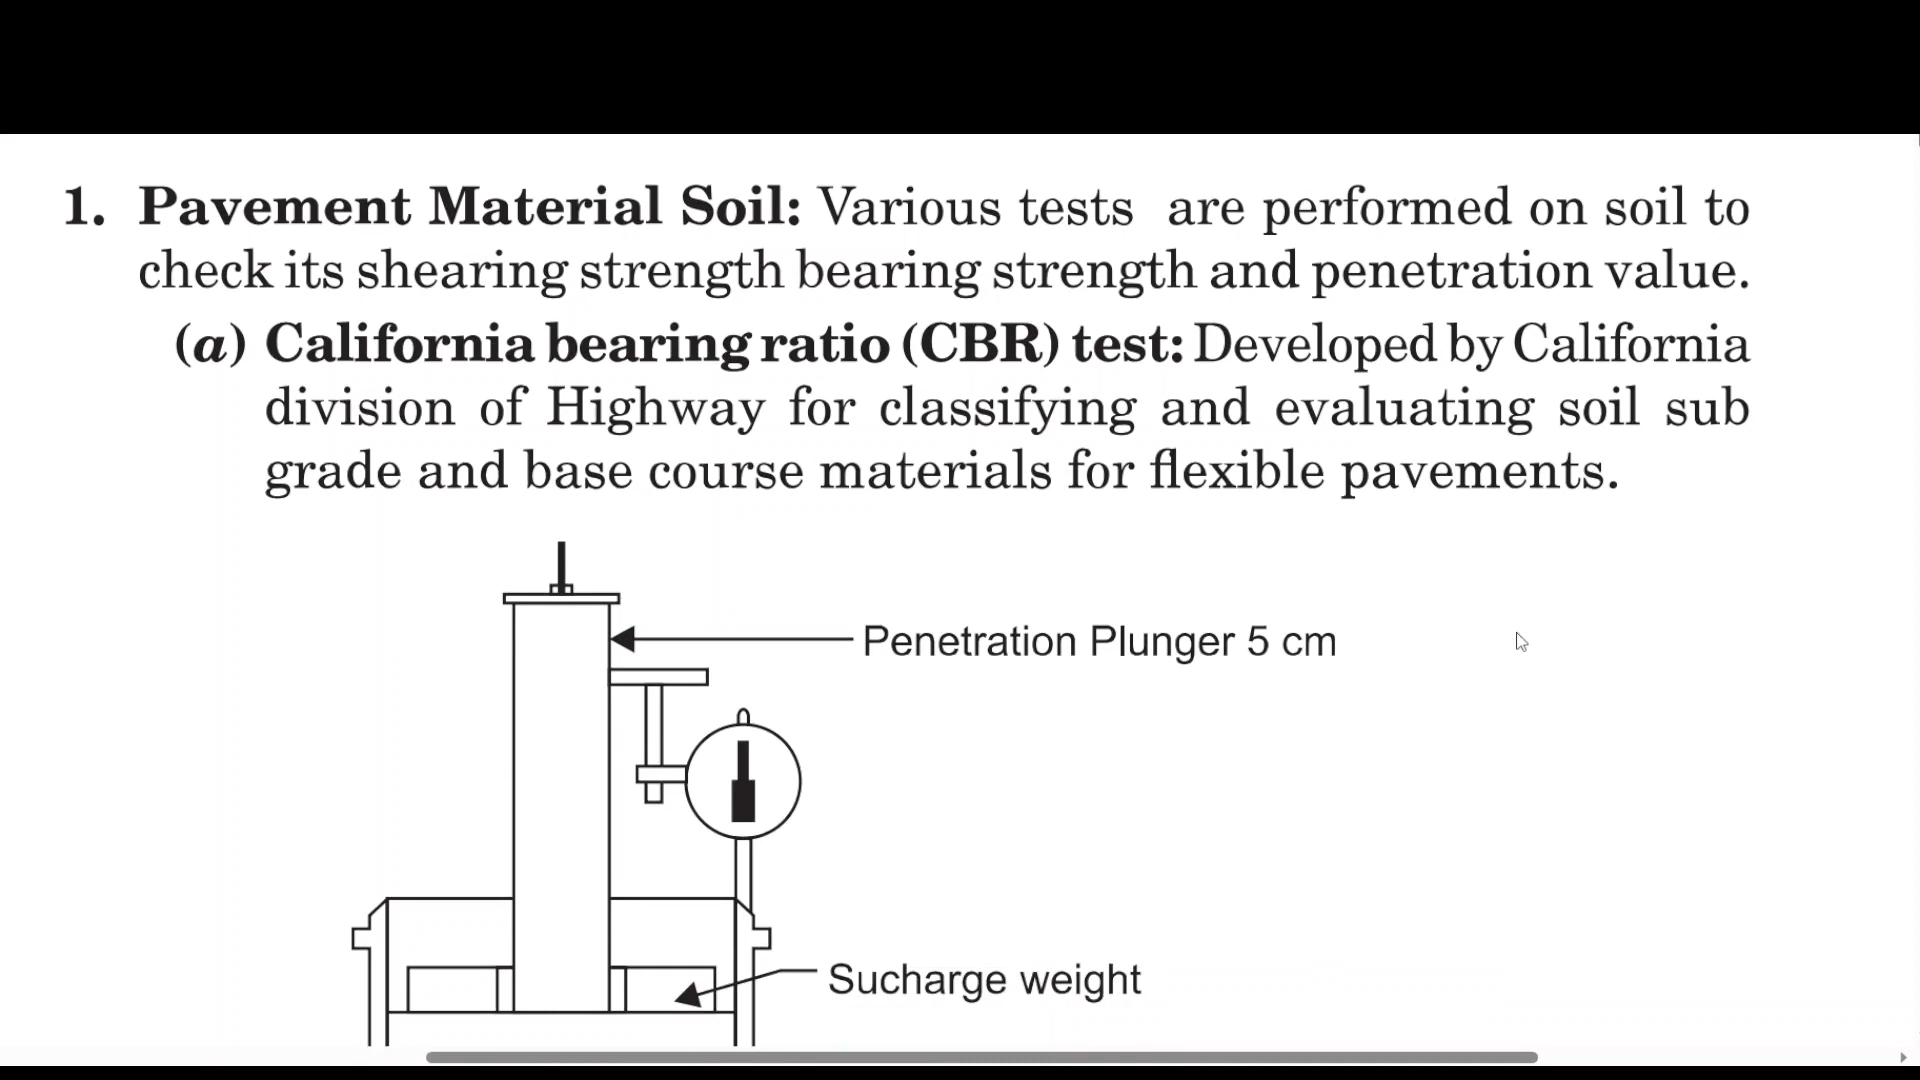 1. Pavement Material Soil: Various tests are performed on soil to
check its shearing strength bearing strength and penetration value.
(a) California bearing ratio (CBR) test: Developed by California
division of Highway for classifying and evaluating soil sub
grade and base course materials for flexible pavements.
Penetration Plunger 5 cm
Sucharge weight